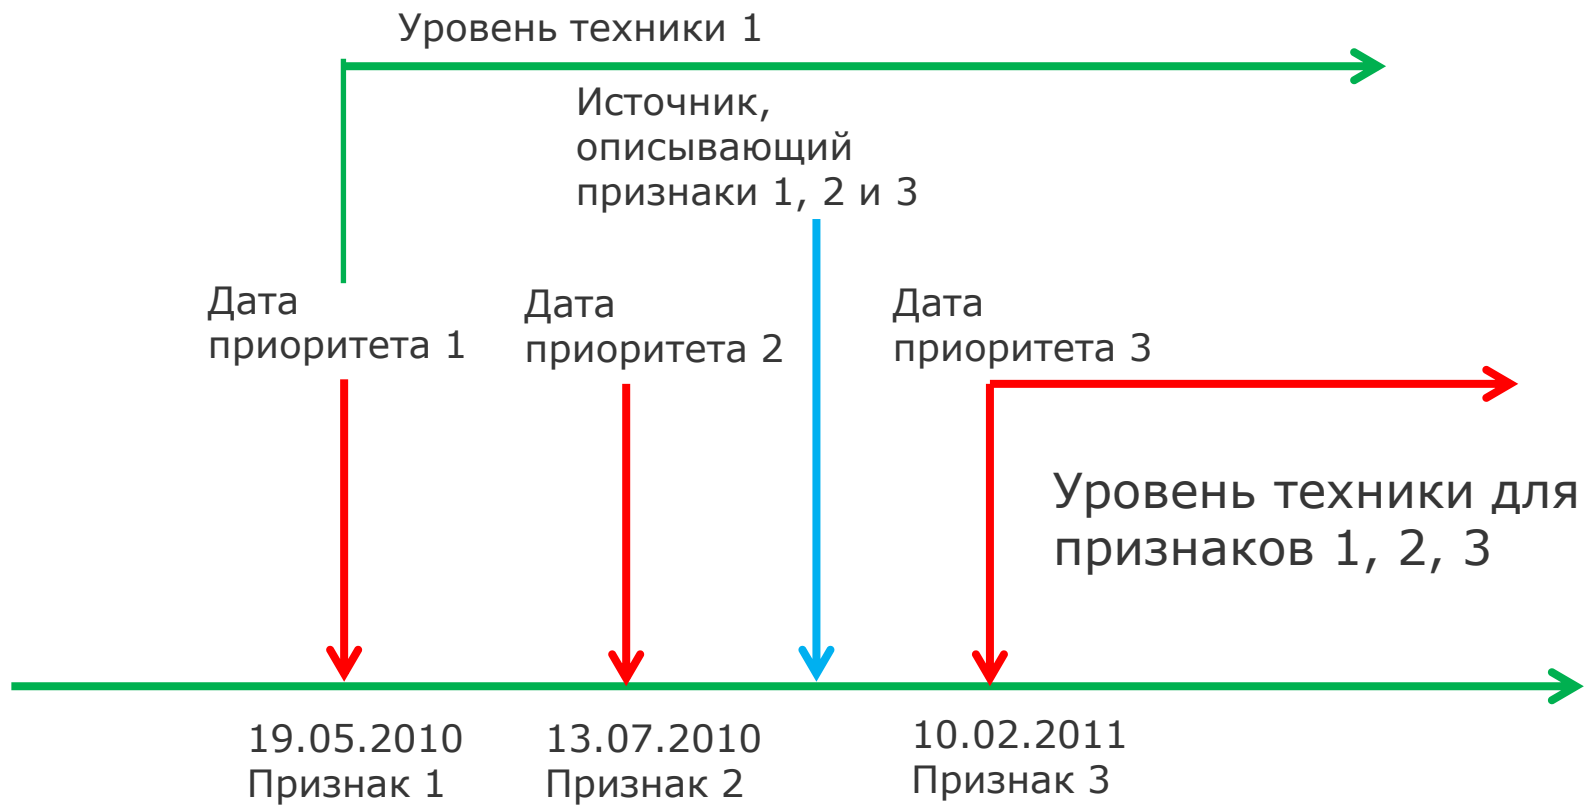 Уровень техники 1
Источник,
описывающий
признаки 1, 2 и 3
Дата
приоритета 1
Дата
приоритета 2
Дата
приоритета 3
Уровень техники для
признаков 1, 2, 3
19.05.2010
Признак 1
13.07.2010
Признак 2
10.02.2011
Признак 3